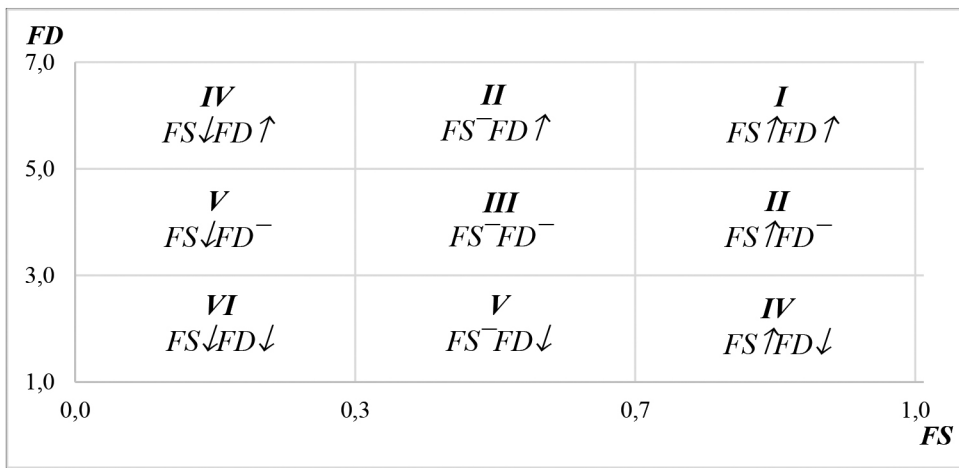 FD
7,0
IV II I
FS↓FD↑ FS¯FD↑ FS↑FD↑
5,0
V III II
FS↓FD¯ FS¯FD¯ FS↑FD¯
3,0
VI V IV
FS↓FD↓ FS¯FD↓ FS↑FD↓
1,0
0,0 0,3 0,7 1,0
FS